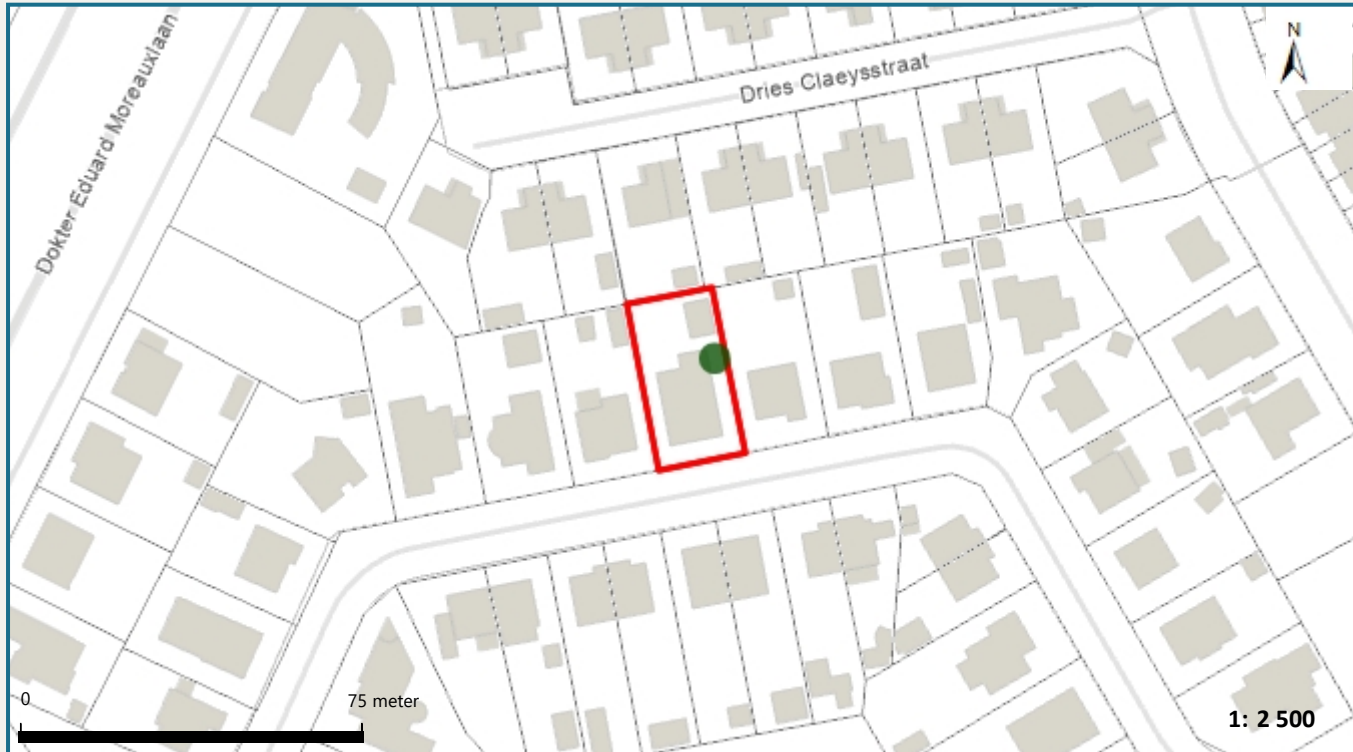 N
Dries Claeysstraat
Dokter Eduard Moreauxlaan
0
75 meter
1: 2 500